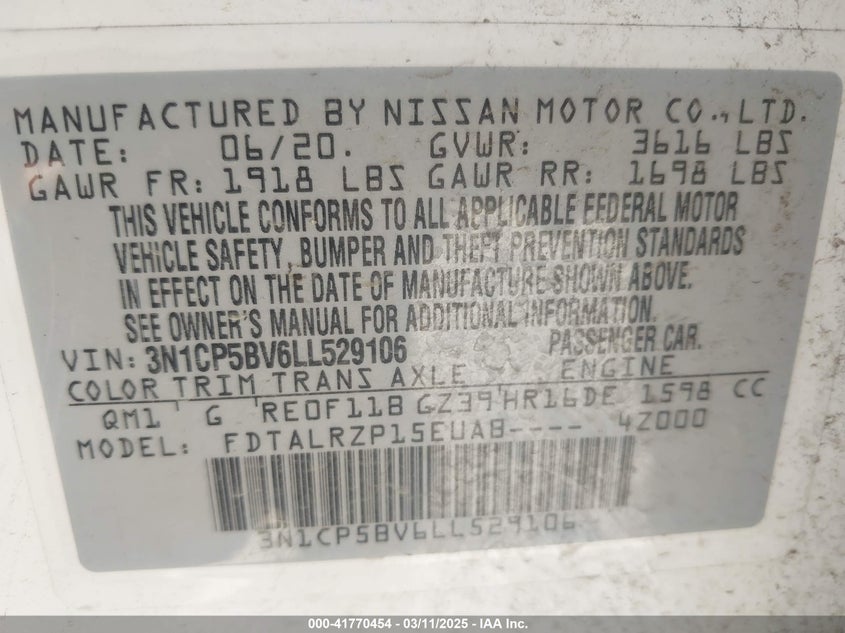 MANUFACTURED BY NISSAN MOTOR CO.,LTD.
DATE: 06/20. GVWR: 3616 LBS
GAWR FR: 1918 LBS GAWR RR: 1698 LBS
THIS VEHICLE CONFORMS TO ALL APPLICABLE FEDERAL MOTOR
VEHICLE SAFETY, BUMPER AND THEFT PREVENTION STANDARDS
IN EFFECT ON THE DATE OF MANUFACTURE SHOWN ABOVE.
SEE OWNER'S MANUAL FOR ADDITIONAL INFORMATION.
VIN: 3N1CP5BV6LL529106 PASSENGER CAR.
COLOR TRIM TRANS AXLE ENGINE
QM1 G RE0F11B GZ39 HR16DE 1598 CC
MODEL: FDTALRZP15EUAB---- 4Z000
3N1CP5BV6LL529106
000-41770454 - 03/11/2025 - IAA Inc.